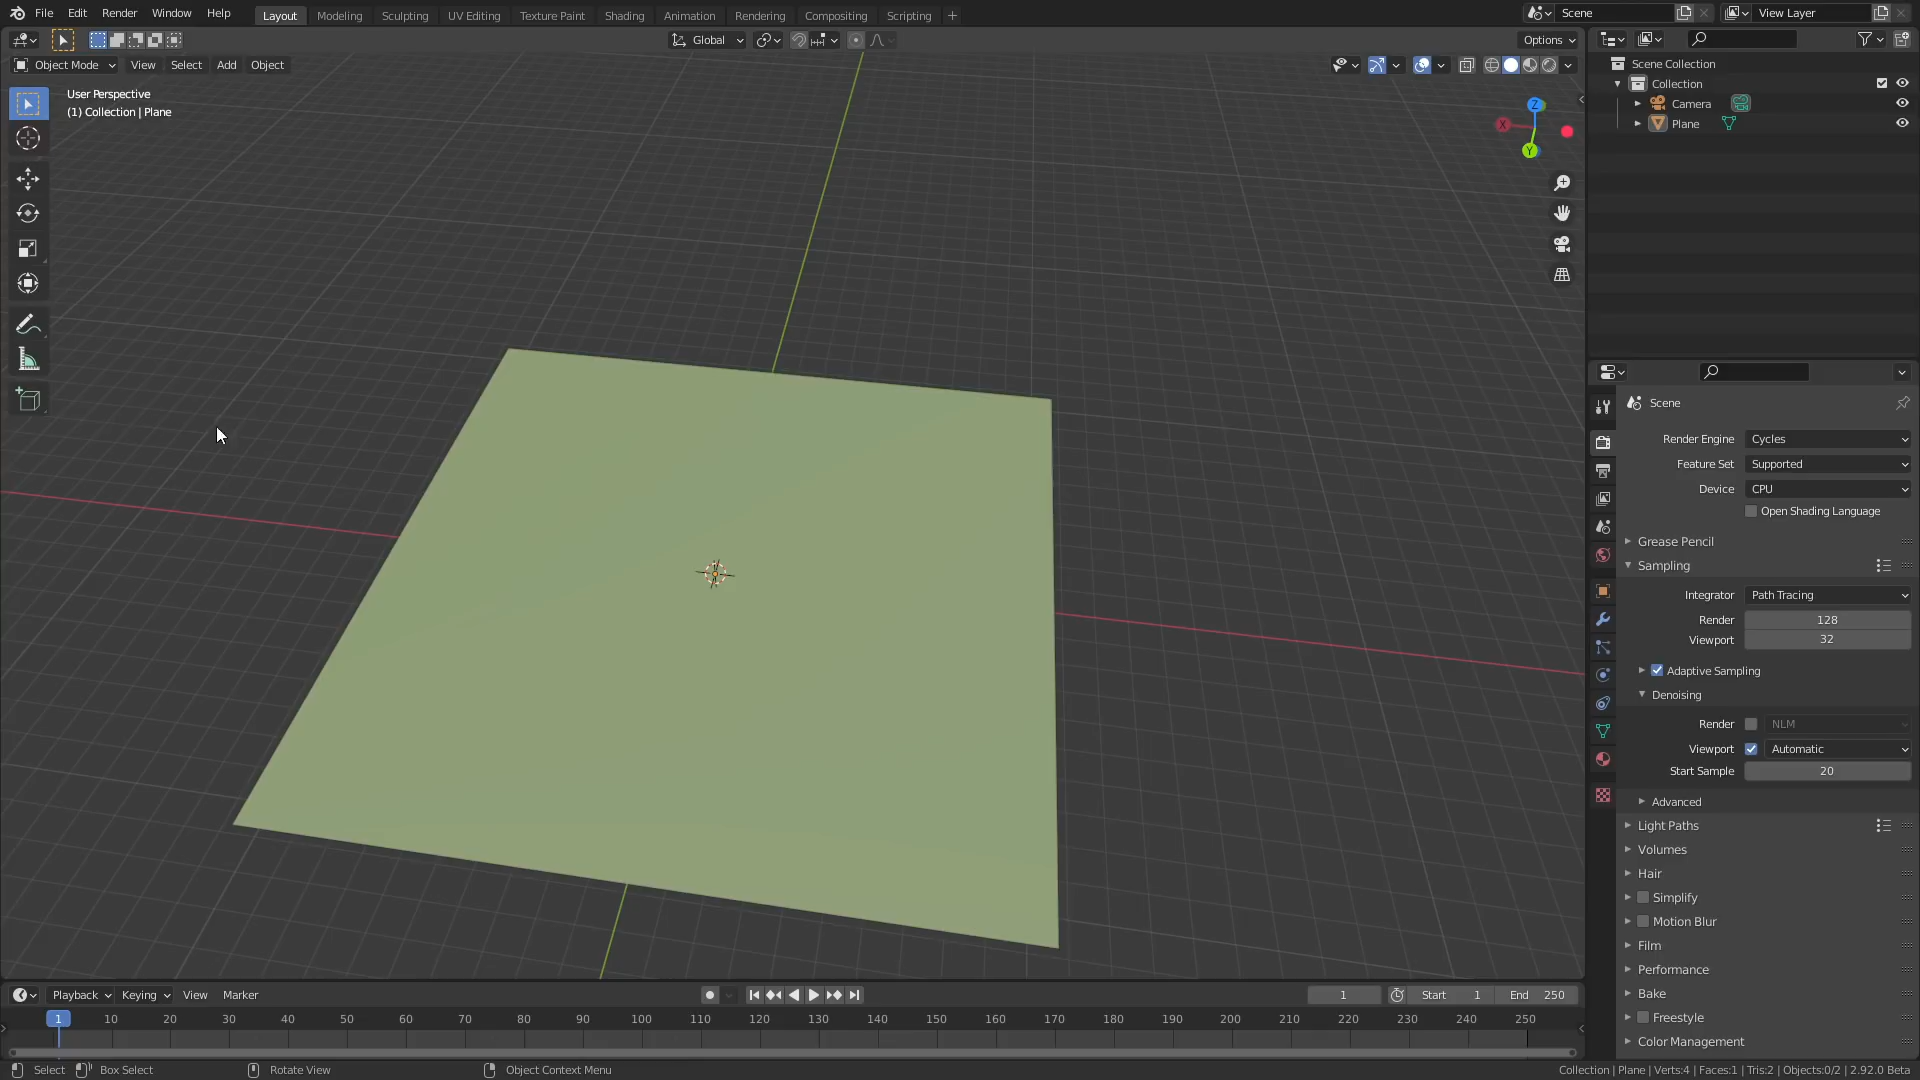 File Edit Render Window Help Layout Modeling Sculpting UV Editing Texture Paint Shading Animation Rendering Compositing Scripting + Scene View Layer
Global Options
Object Mode View Select Add Object
User Perspective
(1) Collection | Plane
Z
X
Y
Scene Collection
Collection
Camera
Plane
Scene
Render Engine Cycles
Feature Set Supported
Device CPU
Open Shading Language
Grease Pencil
Sampling
Integrator Path Tracing
Render 128
Viewport 32
Adaptive Sampling
Denoising
Render NLM
Viewport Automatic
Start Sample 20
Advanced
Light Paths
Volumes
Hair
Simplify
Motion Blur
Film
Performance
Bake
Freestyle
Color Management
Playback Keying View Marker 1 Start 1 End 250
1 10 20 30 40 50 60 70 80 90 100 110 120 130 140 150 160 170 180 190 200 210 220 230 240 250
Select Box Select Rotate View Object Context Menu Collection | Plane | Verts:4 | Faces:1 | Tris:2 | Objects:0/2 | 2.92.0 Beta